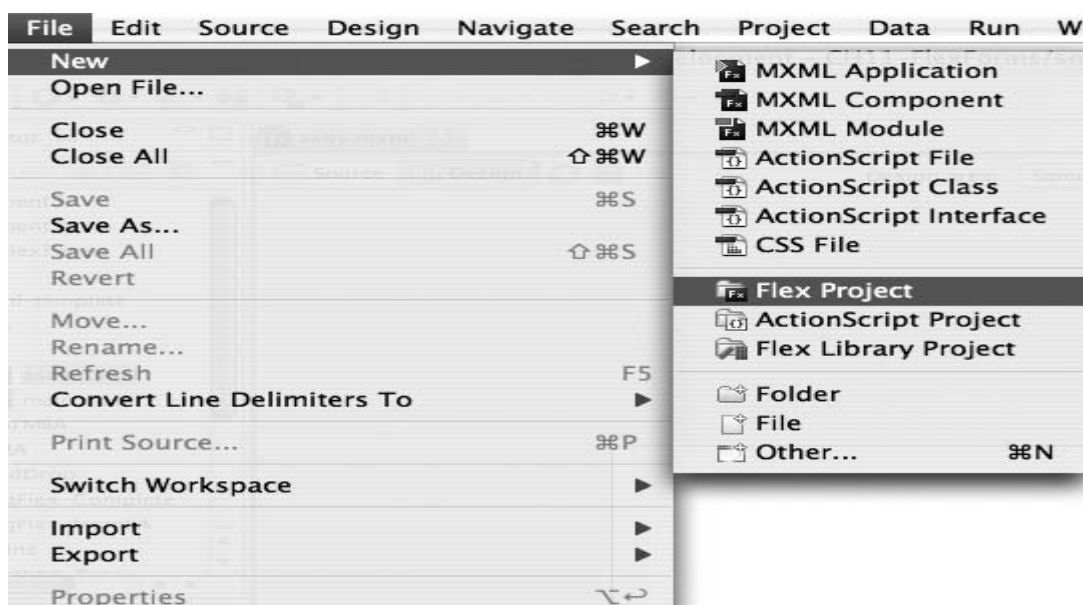 File Edit Source Design Navigate Search Project Data Run W
New ▶
Open File...
Close ⌘W
Close All ⇧⌘W
Save ⌘S
Save As...
Save All ⇧⌘S
Revert
Move...
Rename...
Refresh F5
Convert Line Delimiters To ▶
Print Source... ⌘P
Switch Workspace ▶
Import ▶
Export ▶
Properties ⌥↩
MXML Application
MXML Component
MXML Module
ActionScript File
ActionScript Class
ActionScript Interface
CSS File
Flex Project
ActionScript Project
Flex Library Project
Folder
File
Other... ⌘N